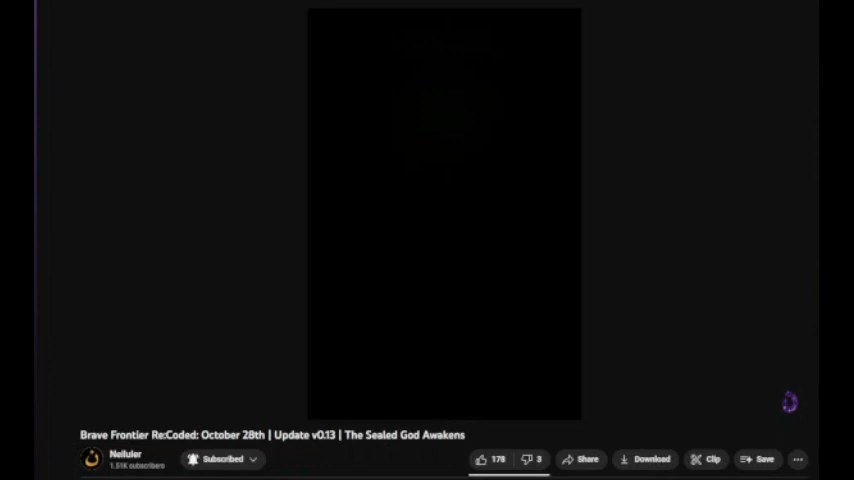 Brave Frontier Re:Coded: October 28th | Update v0.13 | The Sealed God Awakens
Neiluler
1.51K subscribers
Subscribed
178
3
Share
Download
Clip
Save